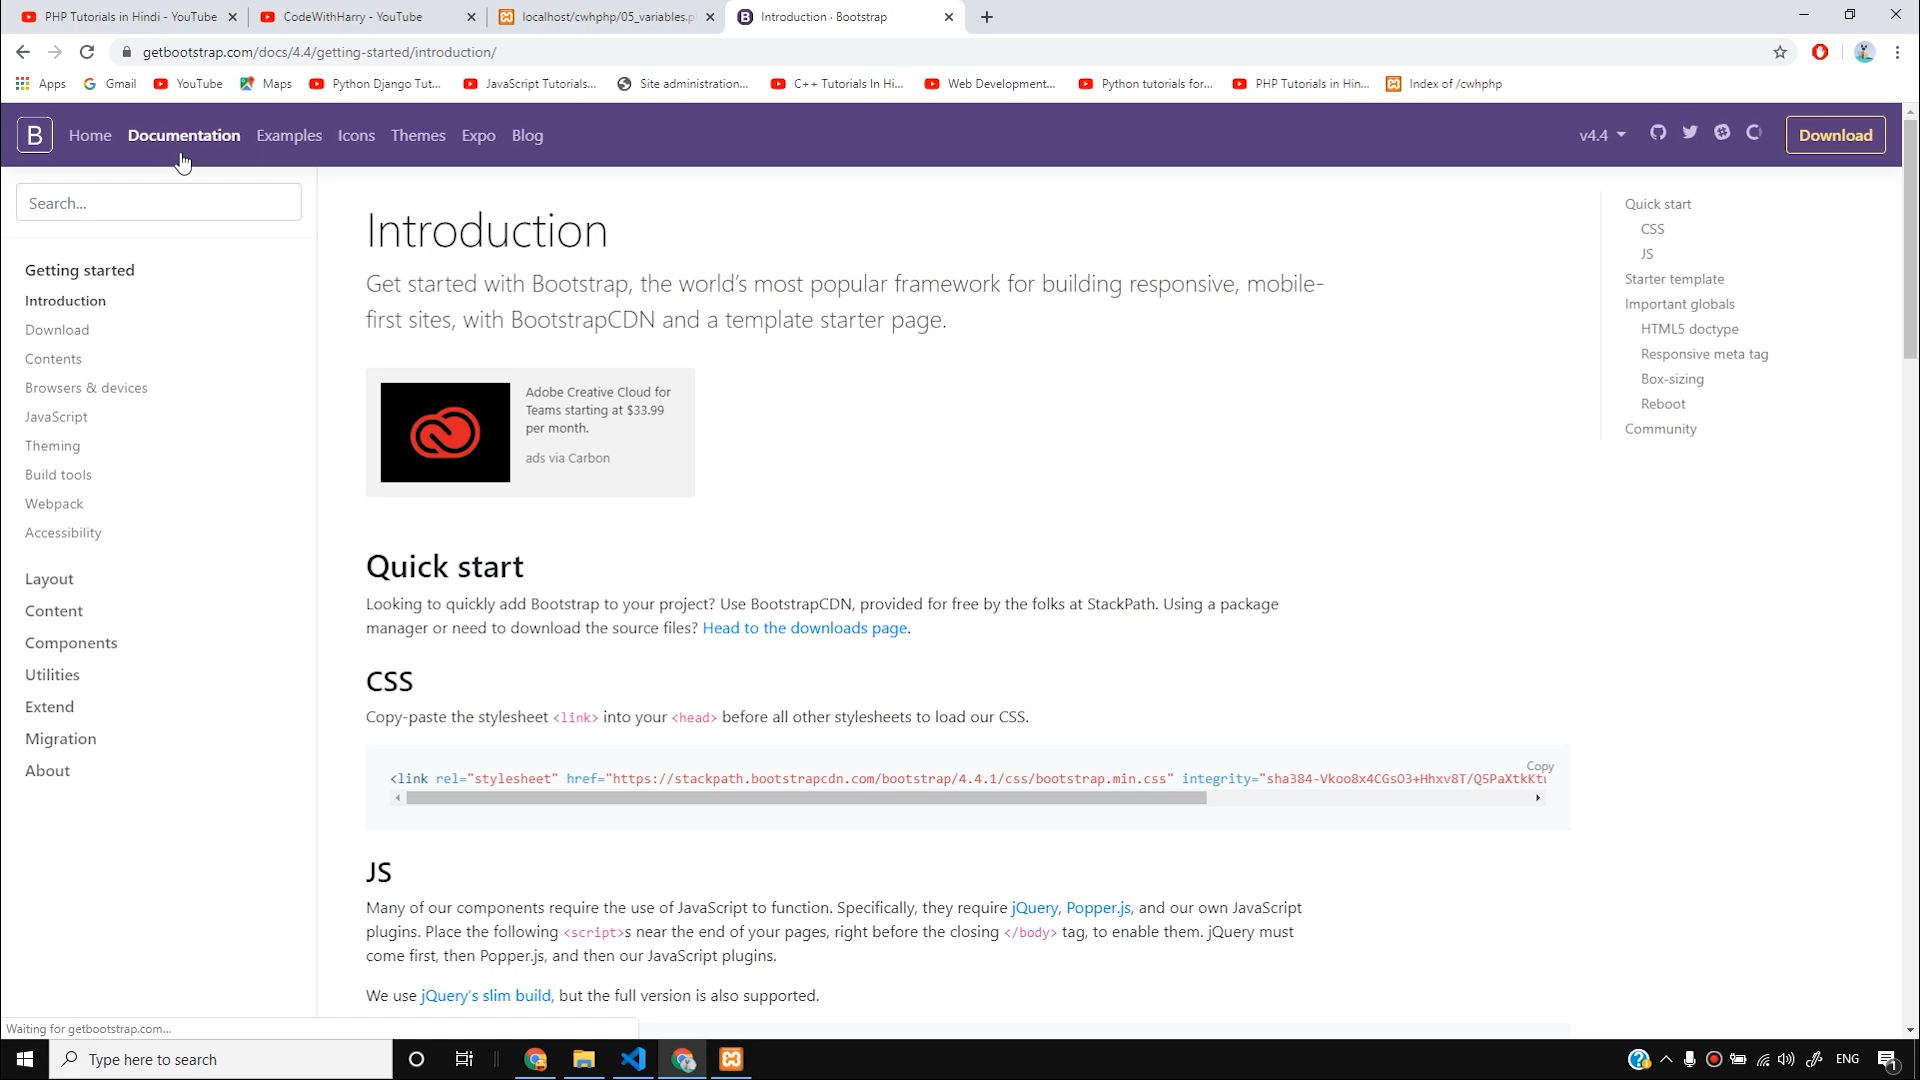 PHP Tutorials in Hindi - YouTube
CodeWithHarry - YouTube
localhost/cwhphp/05_variables.p
Introduction · Bootstrap
getbootstrap.com/docs/4.4/getting-started/introduction/
Apps
Gmail
YouTube
Maps
Python Django Tut...
JavaScript Tutorials...
Site administration...
C++ Tutorials In Hi...
Web Development...
Python tutorials for...
PHP Tutorials in Hin...
Index of /cwhphp
B
Home
Documentation
Examples
Icons
Themes
Expo
Blog
v4.4
Download
Search...
Getting started
Introduction
Download
Contents
Browsers & devices
JavaScript
Theming
Build tools
Webpack
Accessibility
Layout
Content
Components
Utilities
Extend
Migration
About
Introduction
Get started with Bootstrap, the world’s most popular framework for building responsive, mobile-
first sites, with BootstrapCDN and a template starter page.
Adobe Creative Cloud for
Teams starting at $33.99
per month.
ads via Carbon
Quick start
Looking to quickly add Bootstrap to your project? Use BootstrapCDN, provided for free by the folks at StackPath. Using a package
manager or need to download the source files? Head to the downloads page.
CSS
Copy-paste the stylesheet <link> into your <head> before all other stylesheets to load our CSS.
Copy
<link rel="stylesheet" href="https://stackpath.bootstrapcdn.com/bootstrap/4.4.1/css/bootstrap.min.css" integrity="sha384-Vkoo8x4CGsO3+Hhxv8T/Q5PaXtkKtu
JS
Many of our components require the use of JavaScript to function. Specifically, they require jQuery, Popper.js, and our own JavaScript
plugins. Place the following <script>s near the end of your pages, right before the closing </body> tag, to enable them. jQuery must
come first, then Popper.js, and then our JavaScript plugins.
We use jQuery’s slim build, but the full version is also supported.
Quick start
CSS
JS
Starter template
Important globals
HTML5 doctype
Responsive meta tag
Box-sizing
Reboot
Community
Waiting for getbootstrap.com...
Type here to search
ENG
1